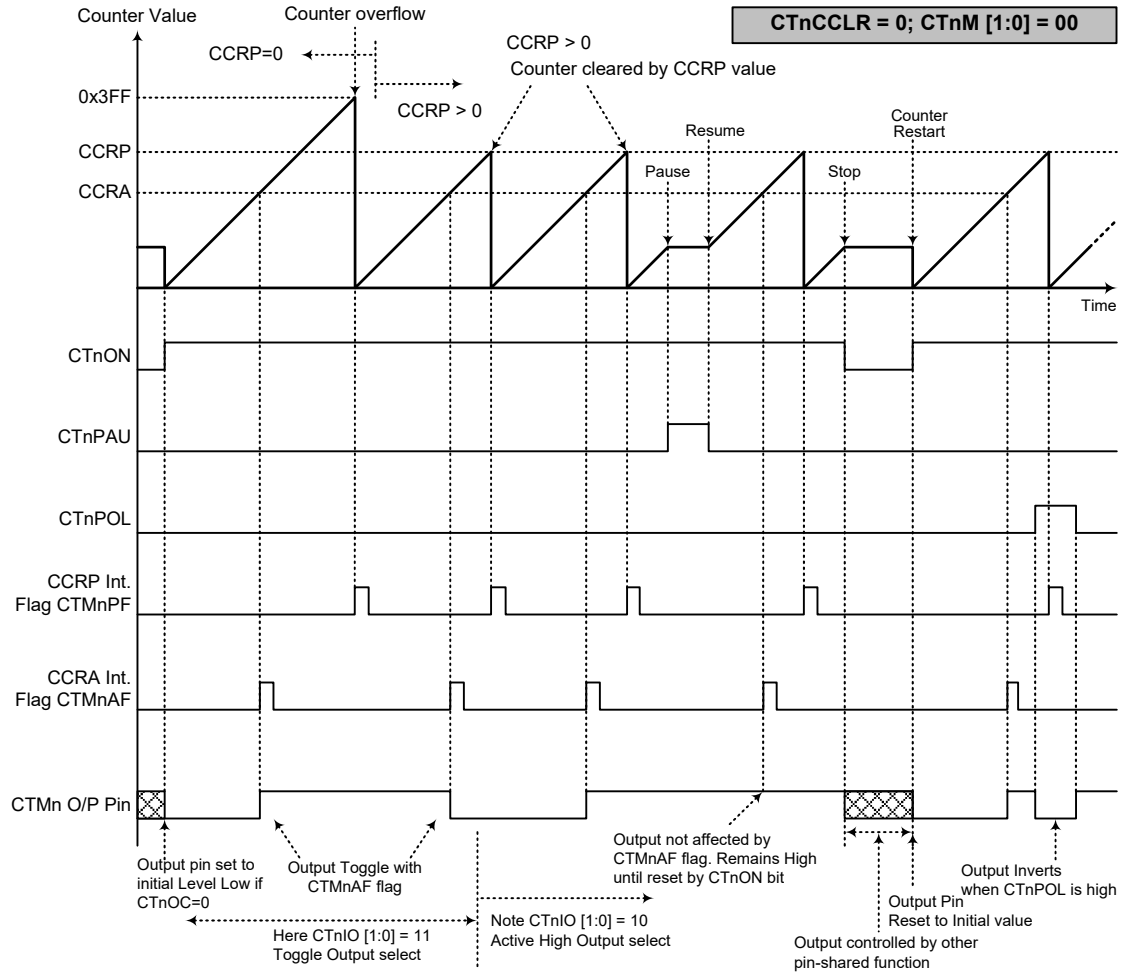 Counter Value
Counter overflow
CTnCCLR = 0; CTnM [1:0] = 00
CCRP=0
CCRP > 0
CCRP > 0
Counter cleared by CCRP value
0x3FF
CCRP
CCRA
Pause
Resume
Stop
Counter
Restart
Time
CTnON
CTnPAU
CTnPOL
CCRP Int.
Flag CTMnPF
CCRA Int.
Flag CTMnAF
CTMn O/P Pin
Output pin set to
initial Level Low if
CTnOC=0
Output Toggle with
CTMnAF flag
Output not affected by
CTMnAF flag. Remains High
until reset by CTnON bit
Output Inverts
when CTnPOL is high
Output Pin
Reset to Initial value
Here CTnIO [1:0] = 11
Toggle Output select
Note CTnIO [1:0] = 10
Active High Output select
Output controlled by other
pin-shared function